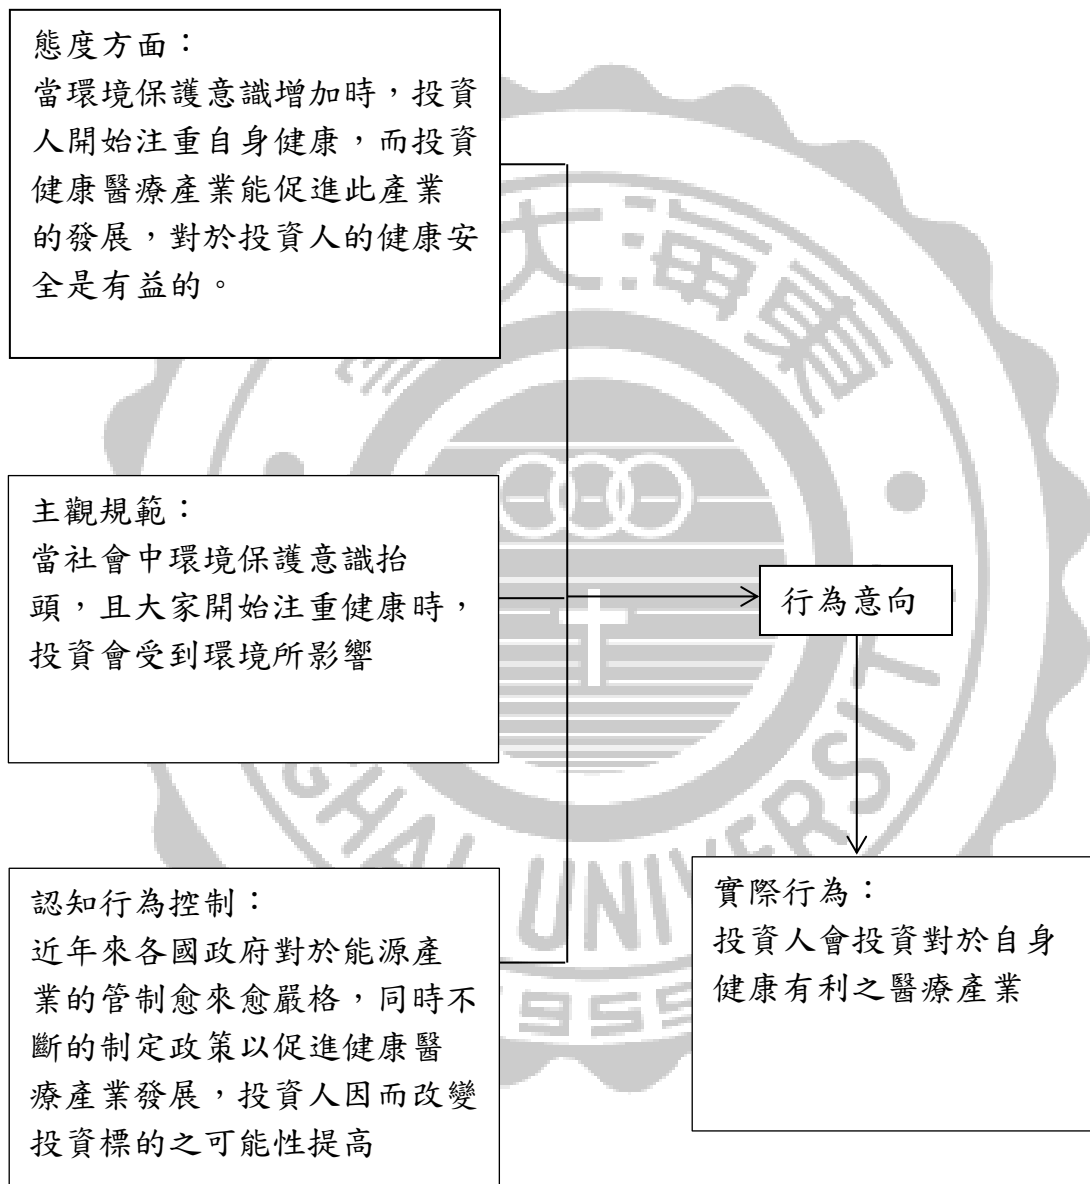 態度方面：
當環境保護意識增加時，投資
人開始注重自身健康，而投資
健康醫療產業能促進此產業
的發展，對於投資人的健康安
全是有益的。
主觀規範：
當社會中環境保護意識抬
頭，且大家開始注重健康時，
投資會受到環境所影響
行為意向
認知行為控制：
近年來各國政府對於能源產
業的管制愈來愈嚴格，同時不
斷的制定政策以促進健康醫
療產業發展，投資人因而改變
投資標的之可能性提高
實際行為：
投資人會投資對於自身
健康有利之醫療產業
大海東
GHAI UNIVERSIT
1955